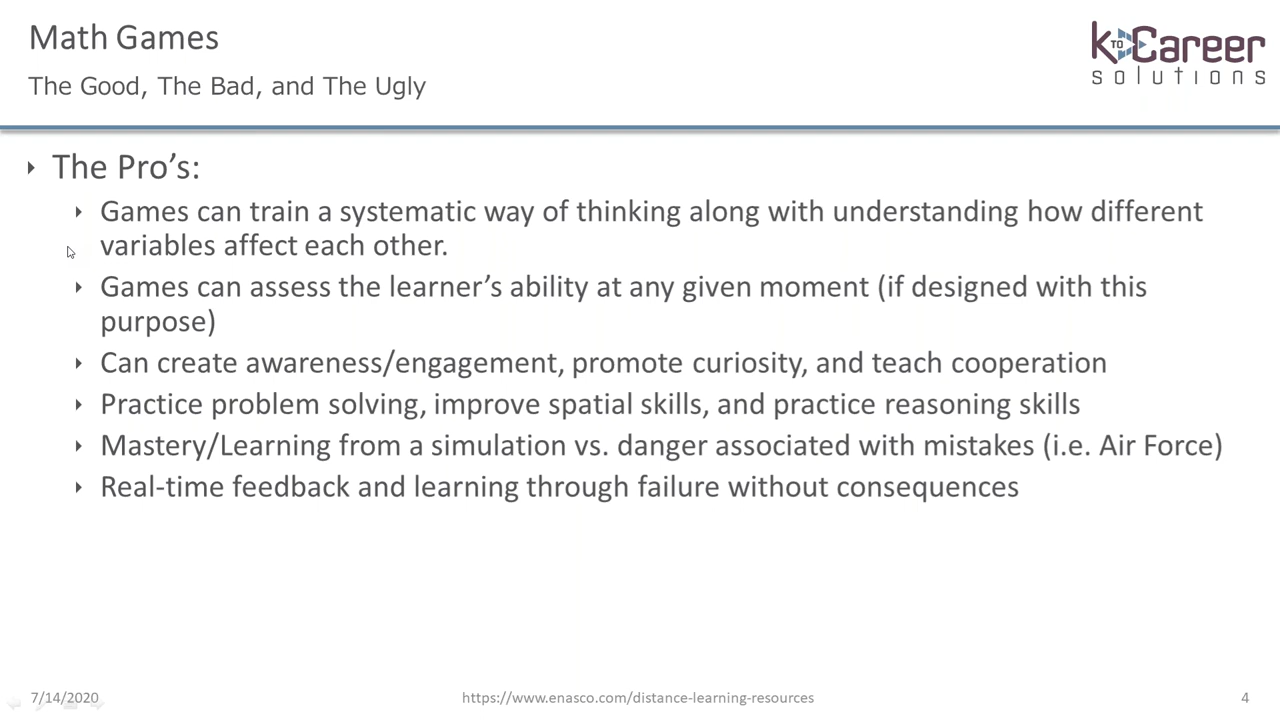 Math Games
The Good, The Bad, and The Ugly
K TO Career
solutions
The Pro’s:
Games can train a systematic way of thinking along with understanding how different
variables affect each other.
Games can assess the learner’s ability at any given moment (if designed with this
purpose)
Can create awareness/engagement, promote curiosity, and teach cooperation
Practice problem solving, improve spatial skills, and practice reasoning skills
Mastery/Learning from a simulation vs. danger associated with mistakes (i.e. Air Force)
Real-time feedback and learning through failure without consequences
7/14/2020
https://www.enasco.com/distance-learning-resources
4